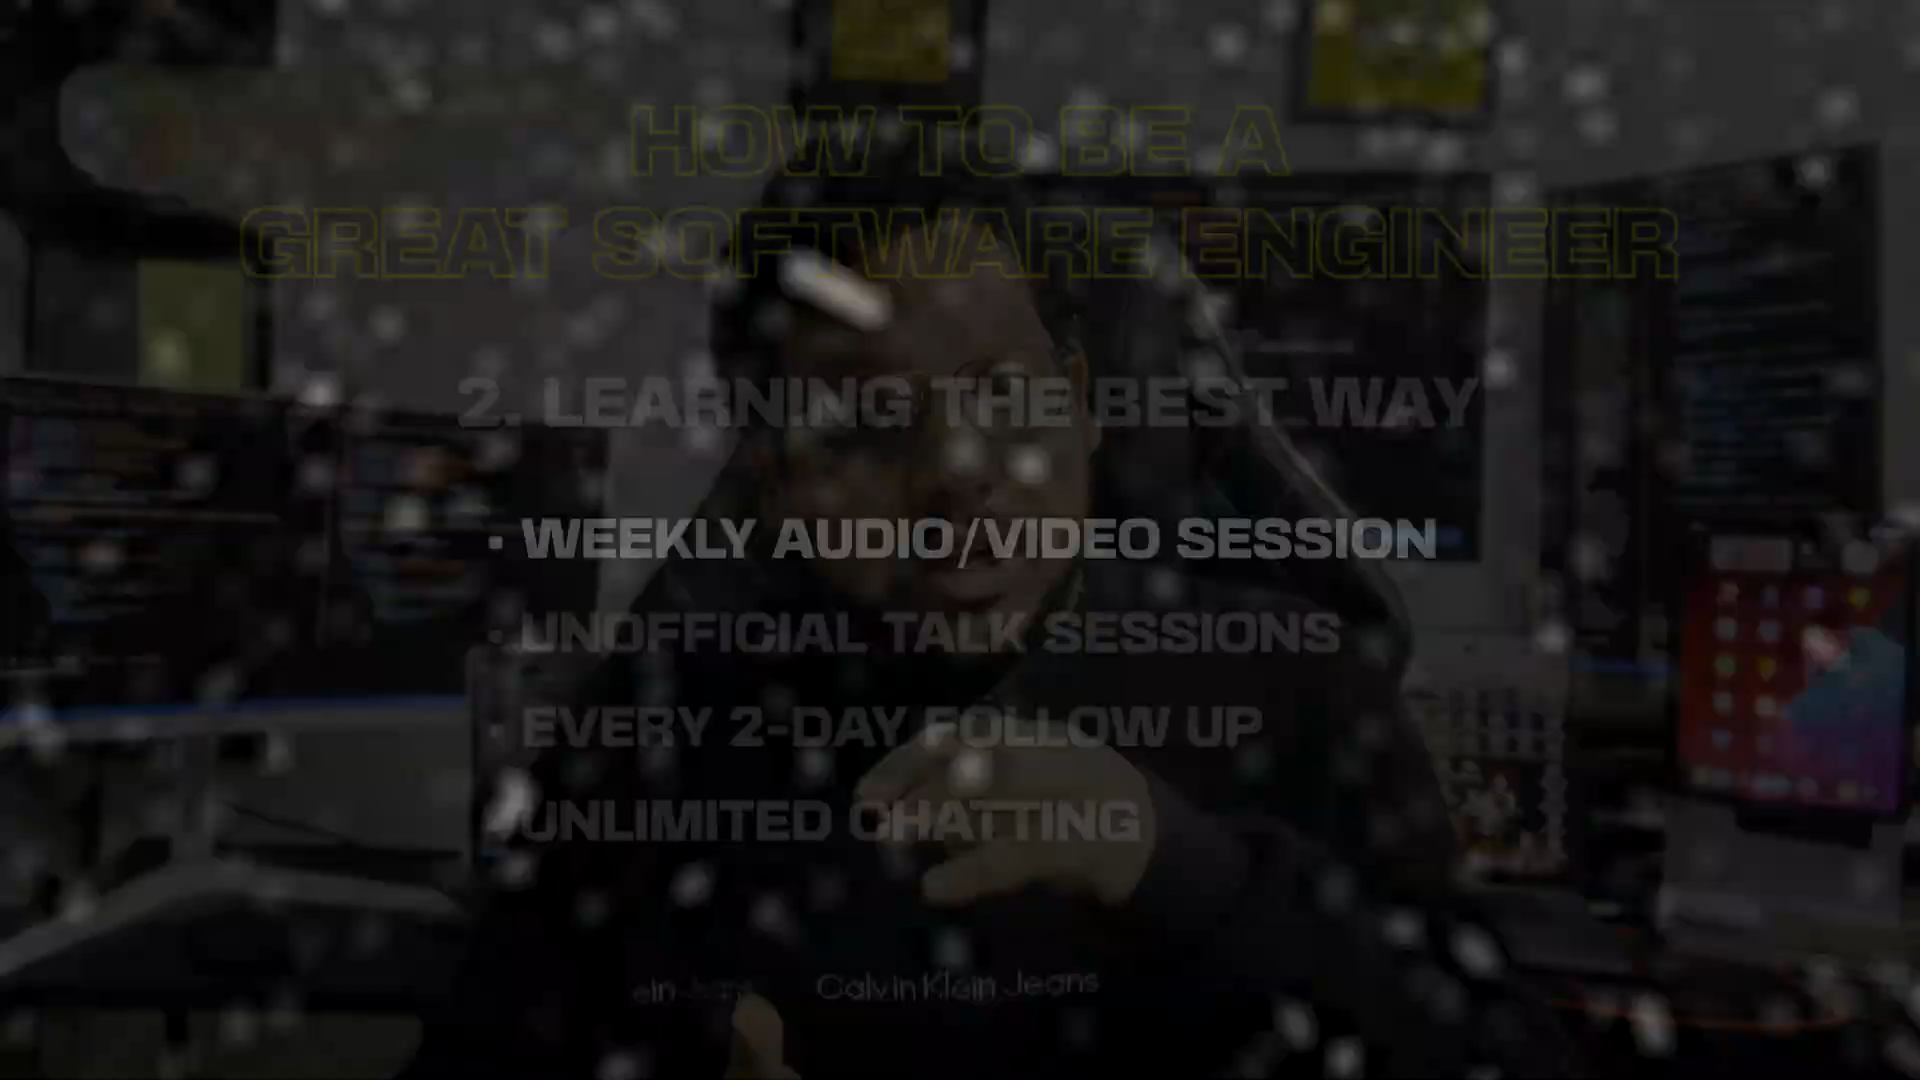 HOW TO BE A
GREAT SOFTWARE ENGINEER
2. LEARNING THE BEST WAY
· WEEKLY AUDIO/VIDEO SESSION
· UNOFFICIAL TALK SESSIONS
· EVERY 2-DAY FOLLOW UP
· UNLIMITED CHATTING
Calvin Klein Jeans